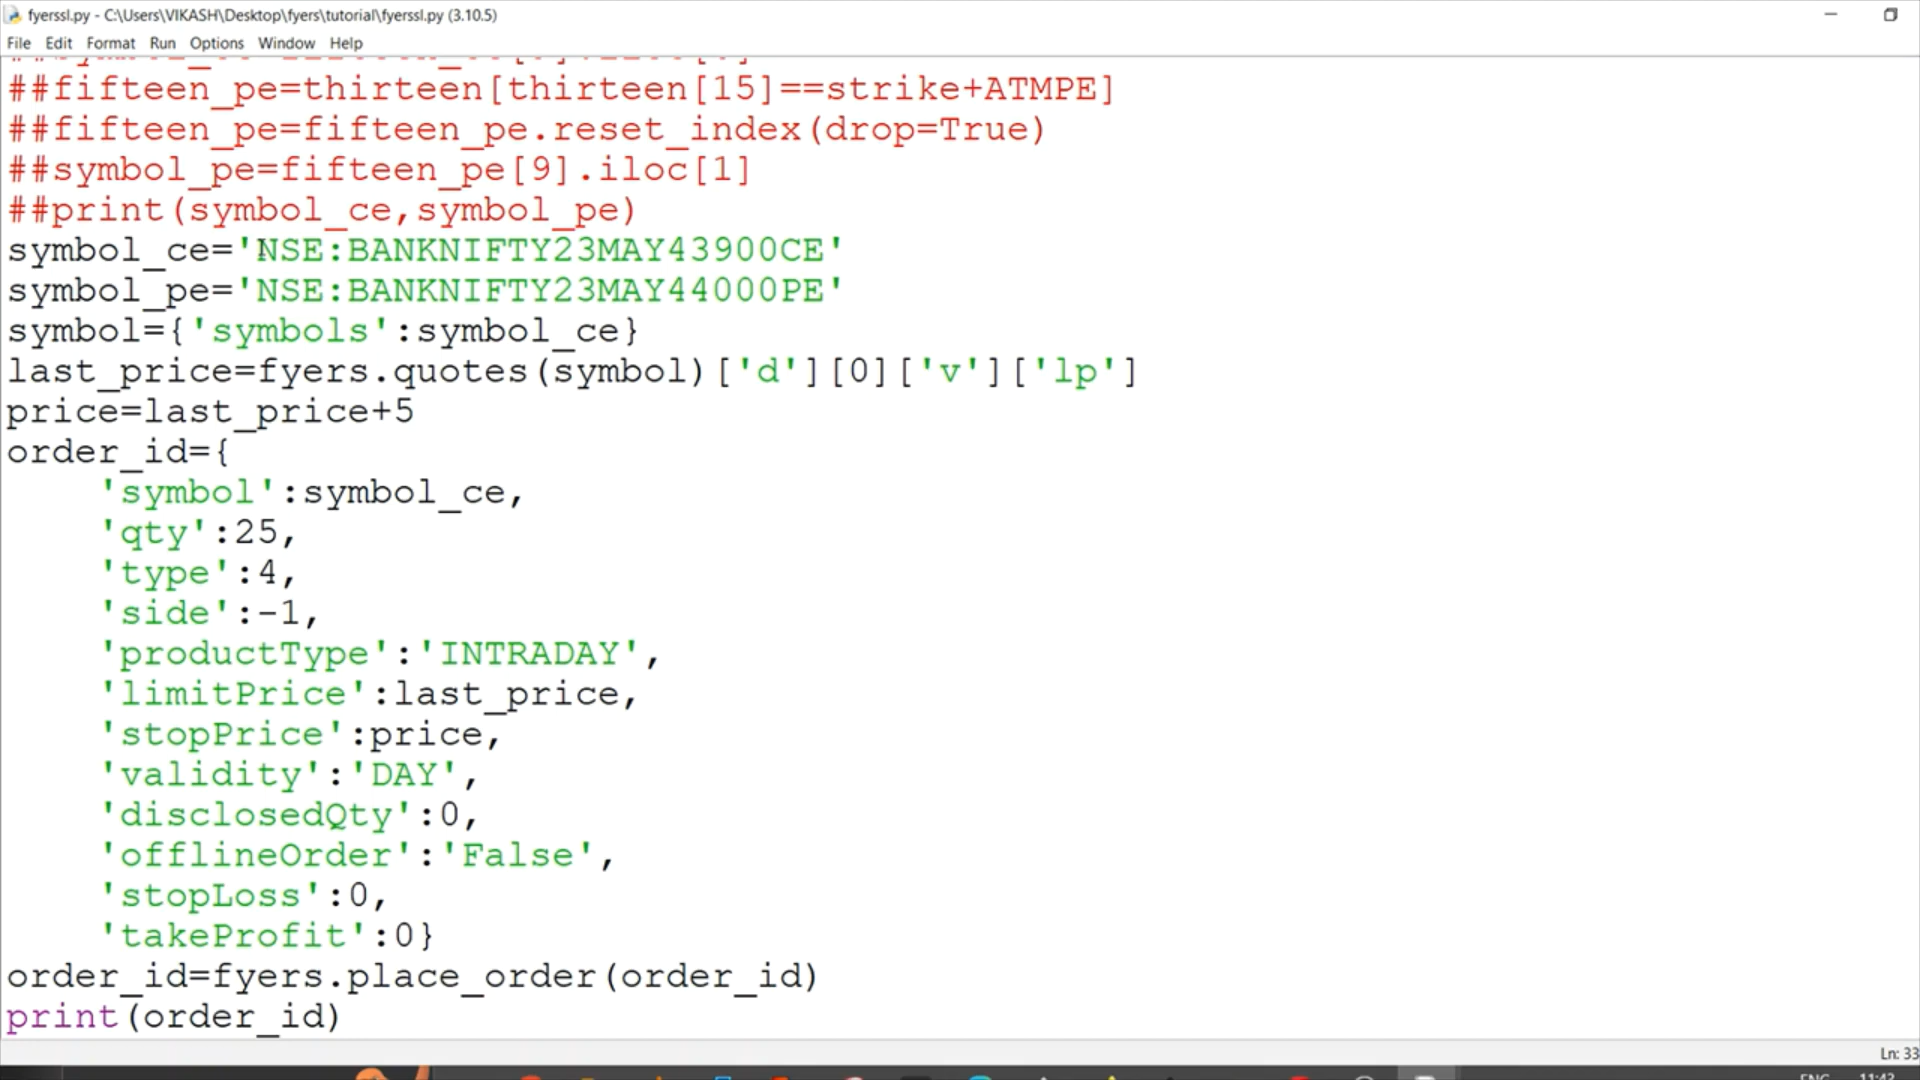 fyerssl.py - C:\Users\VIKASH\Desktop\fyers\tutorial\fyerssl.py (3.10.5)
File Edit Format Run Options Window Help
##fifteen_pe=thirteen[thirteen[15]==strike+ATMPE]
##fifteen_pe=fifteen_pe.reset_index(drop=True)
##symbol_pe=fifteen_pe[9].iloc[1]
##print(symbol_ce,symbol_pe)
symbol_ce='NSE:BANKNIFTY23MAY43900CE'
symbol_pe='NSE:BANKNIFTY23MAY44000PE'
symbol={'symbols':symbol_ce}
last_price=fyers.quotes(symbol)['d'][0]['v']['lp']
price=last_price+5
order_id={
'symbol':symbol_ce,
'qty':25,
'type':4,
'side':-1,
'productType':'INTRADAY',
'limitPrice':last_price,
'stopPrice':price,
'validity':'DAY',
'disclosedQty':0,
'offlineOrder':'False',
'stopLoss':0,
'takeProfit':0}
order_id=fyers.place_order(order_id)
print(order_id)
Ln: 33